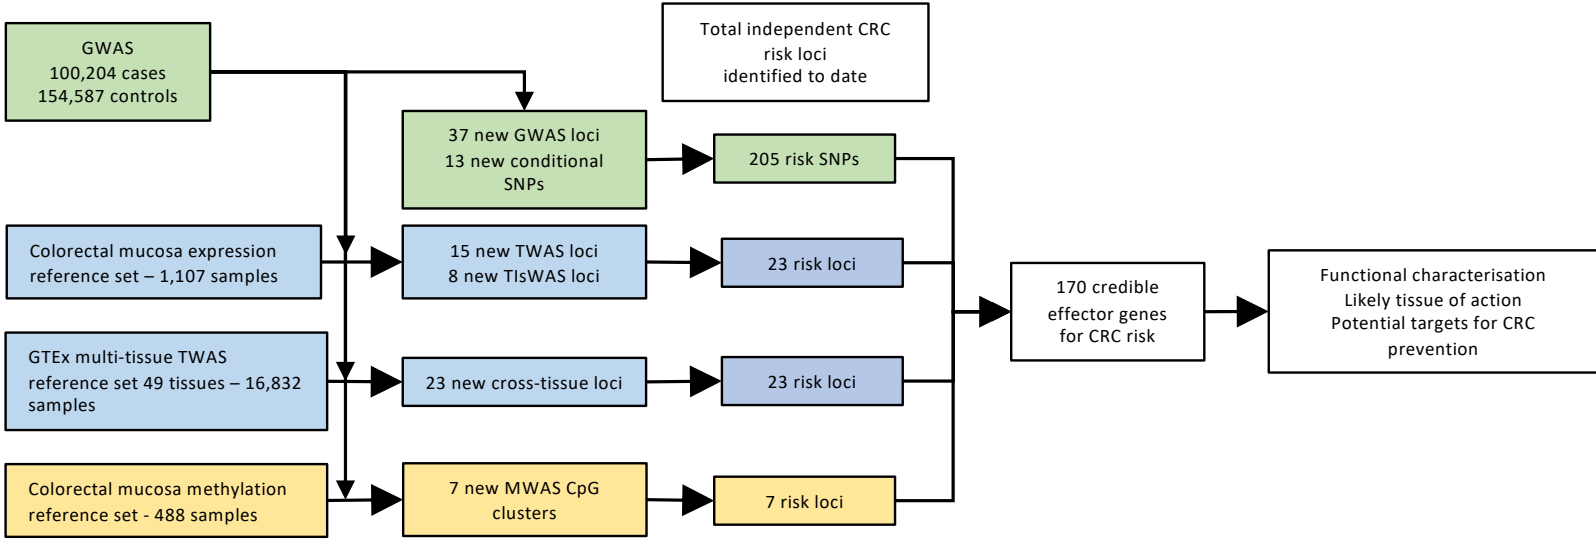 GWAS
100,204 cases
154,587 controls
Total independent CRC
risk loci
identified to date
37 new GWAS loci
13 new conditional
SNPs
205 risk SNPs
Colorectal mucosa expression
reference set – 1,107 samples
15 new TWAS loci
8 new TIsWAS loci
23 risk loci
170 credible
effector genes
for CRC risk
Functional characterisation
Likely tissue of action
Potential targets for CRC
prevention
GTEx multi-tissue TWAS
reference set 49 tissues – 16,832
samples
23 new cross-tissue loci
23 risk loci
Colorectal mucosa methylation
reference set - 488 samples
7 new MWAS CpG
clusters
7 risk loci